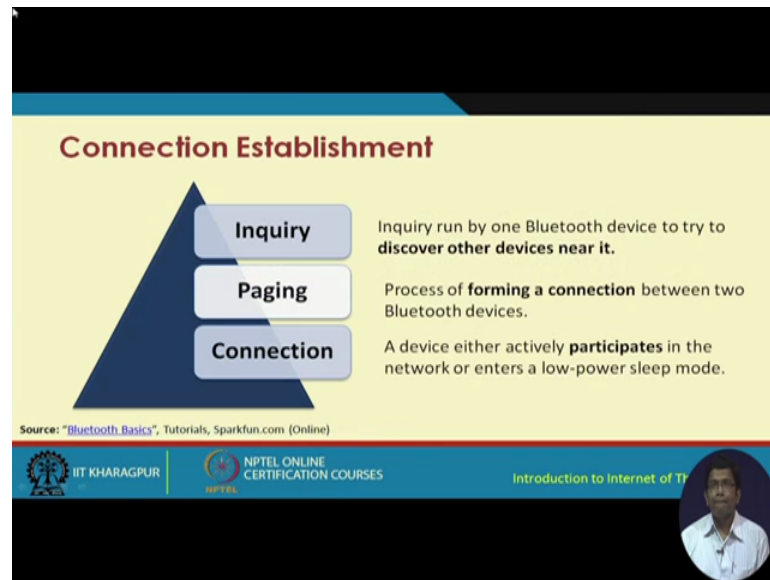 Connection Establishment
Inquiry
Inquiry run by one Bluetooth device to try to
discover other devices near it.
Paging
Process of forming a connection between two
Bluetooth devices.
Connection
A device either actively participates in the
network or enters a low-power sleep mode.
Source: "Bluetooth Basics", Tutorials, Sparkfun.com (Online)
IIT KHARAGPUR
NPTEL
NPTEL ONLINE
CERTIFICATION COURSES
Introduction to Internet of